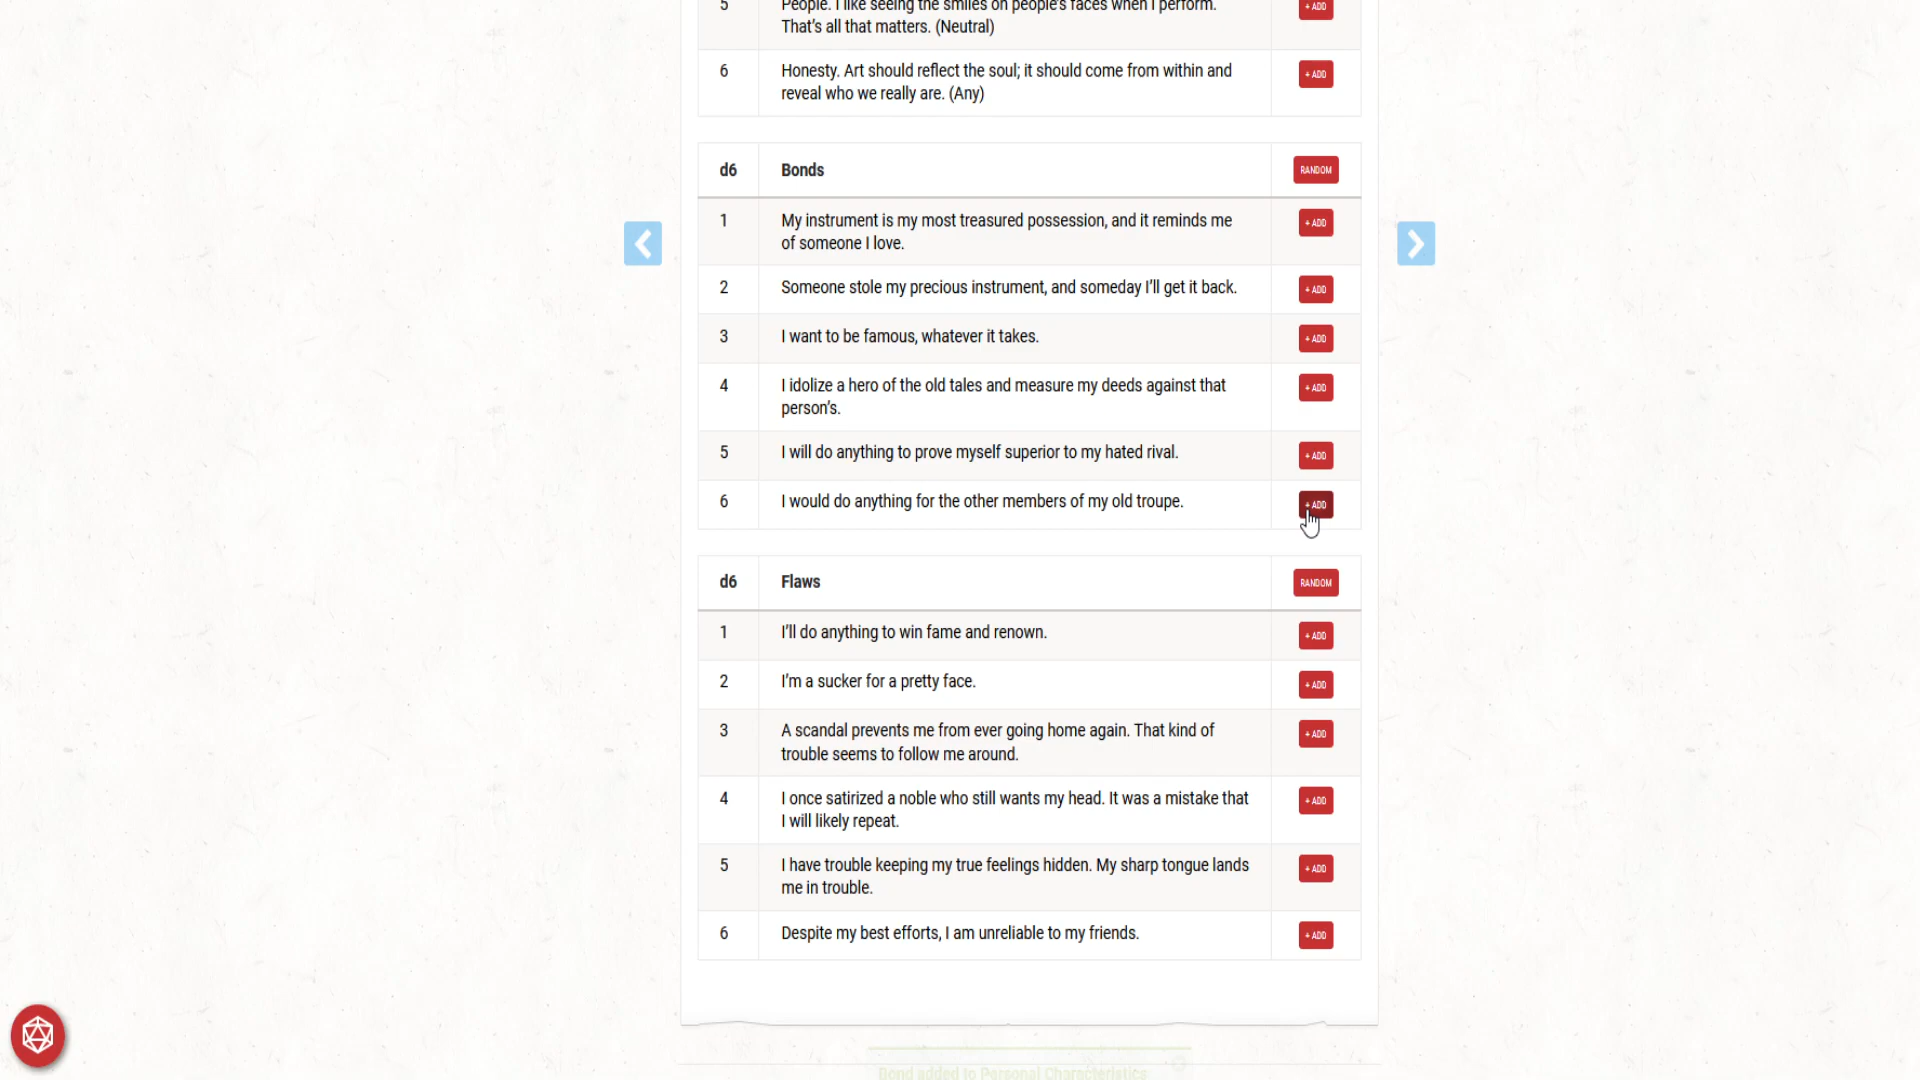 5
People. I like seeing the smiles on people's faces when I perform.
That's all that matters. (Neutral)
+ ADD
6
Honesty. Art should reflect the soul; it should come from within and
reveal who we really are. (Any)
+ ADD
d6
Bonds
RANDOM
1
My instrument is my most treasured possession, and it reminds me
of someone I love.
+ ADD
2
Someone stole my precious instrument, and someday I'll get it back.
+ ADD
3
I want to be famous, whatever it takes.
+ ADD
4
I idolize a hero of the old tales and measure my deeds against that
person's.
+ ADD
5
I will do anything to prove myself superior to my hated rival.
+ ADD
6
I would do anything for the other members of my old troupe.
+ ADD
d6
Flaws
RANDOM
1
I'll do anything to win fame and renown.
+ ADD
2
I'm a sucker for a pretty face.
+ ADD
3
A scandal prevents me from ever going home again. That kind of
trouble seems to follow me around.
+ ADD
4
I once satirized a noble who still wants my head. It was a mistake that
I will likely repeat.
+ ADD
5
I have trouble keeping my true feelings hidden. My sharp tongue lands
me in trouble.
+ ADD
6
Despite my best efforts, I am unreliable to my friends.
+ ADD
Bond added to Personal Characteristics